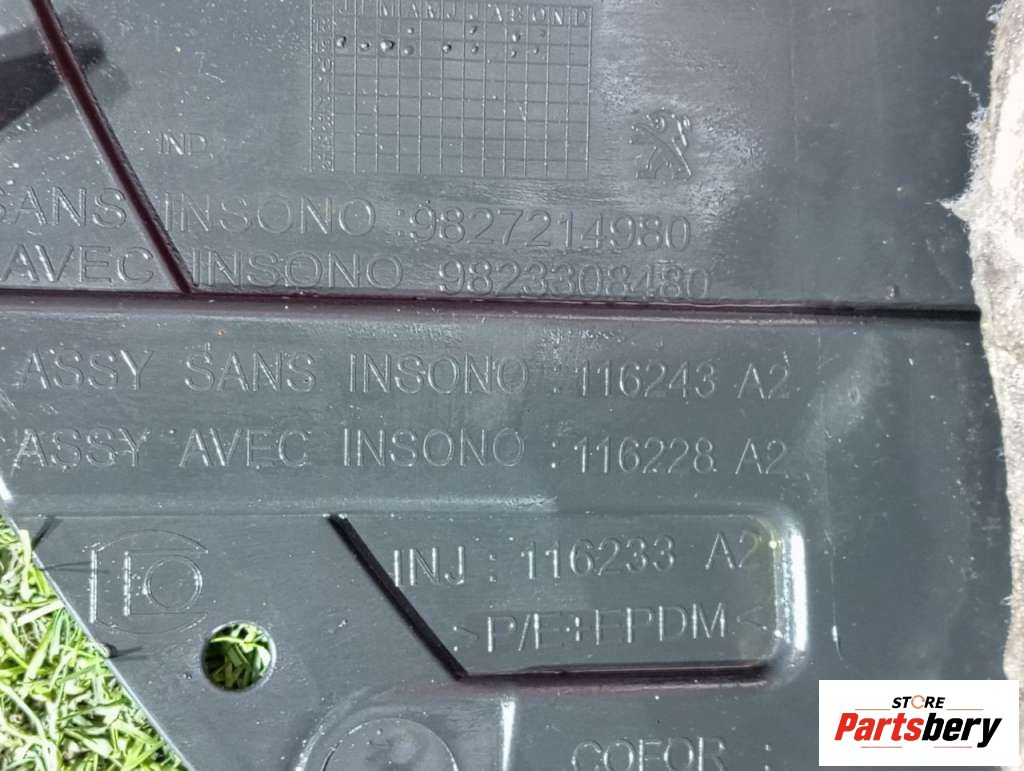 J F M A M J J A S O N D
IND
SANS INSONO :9827214980
AVEC INSONO 9823308480
ASSY SANS INSONO :116243 A2
ASSY AVEC INSONO :116228 A2
INJ : 116233 A2
>P/E+EPDM<
COFOR :
STORE
Partsbery